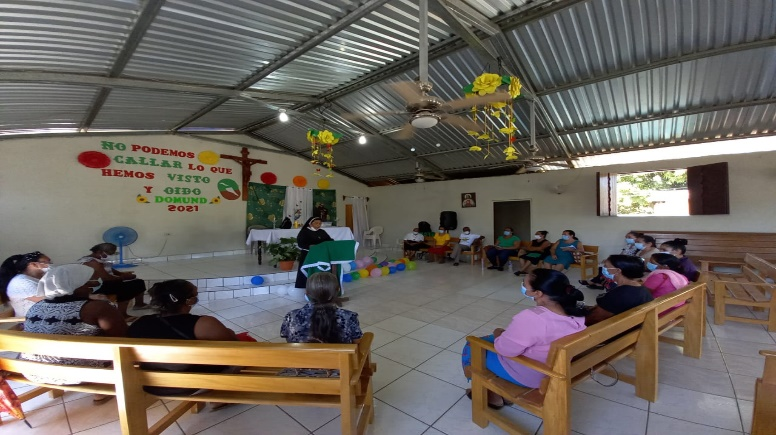 NO PODEMOS
CALLAR LO QUE
HEMOS VISTO
Y OIDO
DOMUND
2021